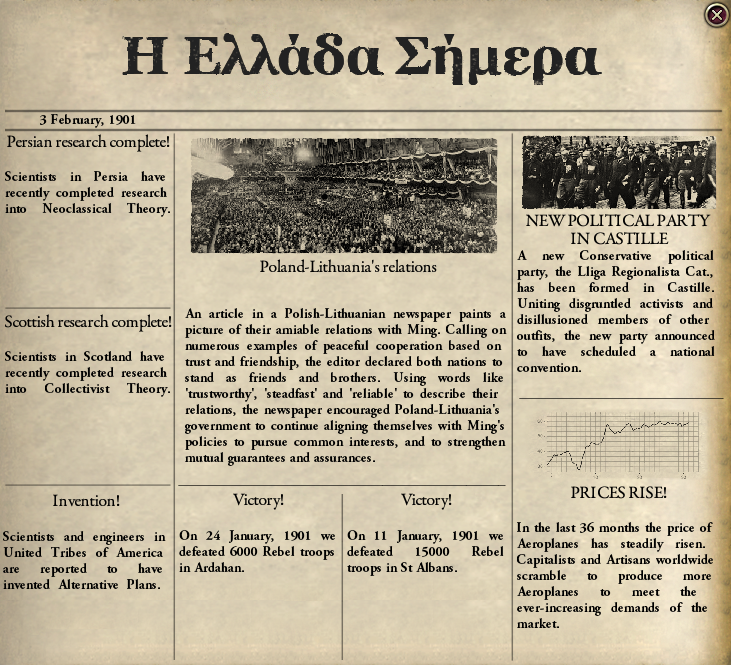 Η Ελλάδα Σήμερα
3 February, 1901
Persian research complete!
Scientists in Persia have
recently completed research
into Neoclassical Theory.
Scottish research complete!
Scientists in Scotland have
recently completed research
into Collectivist Theory.
Invention!
Scientists and engineers in
United Tribes of America
are reported to have
invented Alternative Plans.
Poland-Lithuania's relations
An article in a Polish-Lithuanian newspaper paints a
picture of their amiable relations with Ming. Calling on
numerous examples of peaceful cooperation based on
trust and friendship, the editor declared both nations to
stand as friends and brothers. Using words like
'trustworthy', 'steadfast' and 'reliable' to describe their
relations, the newspaper encouraged Poland-Lithuania's
government to continue aligning themselves with Ming's
policies to pursue common interests, and to strengthen
mutual guarantees and assurances.
Victory!
On 24 January, 1901 we
defeated 6000 Rebel troops
in Ardahan.
Victory!
On 11 January, 1901 we
defeated 15000 Rebel
troops in St Albans.
NEW POLITICAL PARTY
IN CASTILLE
A new Conservative political
party, the Lliga Regionalista Cat.,
has been formed in Castille.
Uniting disgruntled activists and
disillusioned members of other
outfits, the new party announced
to have scheduled a national
convention.
PRICES RISE!
In the last 36 months the price of
Aeroplanes has steadily risen.
Capitalists and Artisans worldwide
scramble to produce more
Aeroplanes to meet the
ever-increasing demands of the
market.